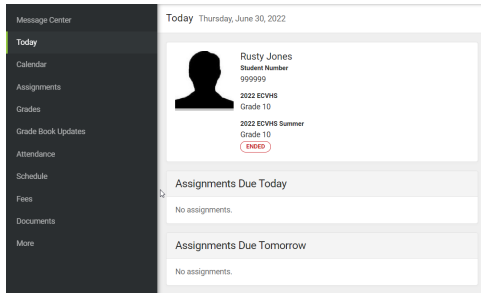 Message Center
Today
Calendar
Assignments
Grades
Grade Book Updates
Attendance
Schedule
Fees
Documents
More
Today Thursday, June 30, 2022
Rusty Jones
Student Number
999999
2022 ECVHS
Grade 10
2022 ECVHS Summer
Grade 10
ENDED
Assignments Due Today
No assignments.
Assignments Due Tomorrow
No assignments.